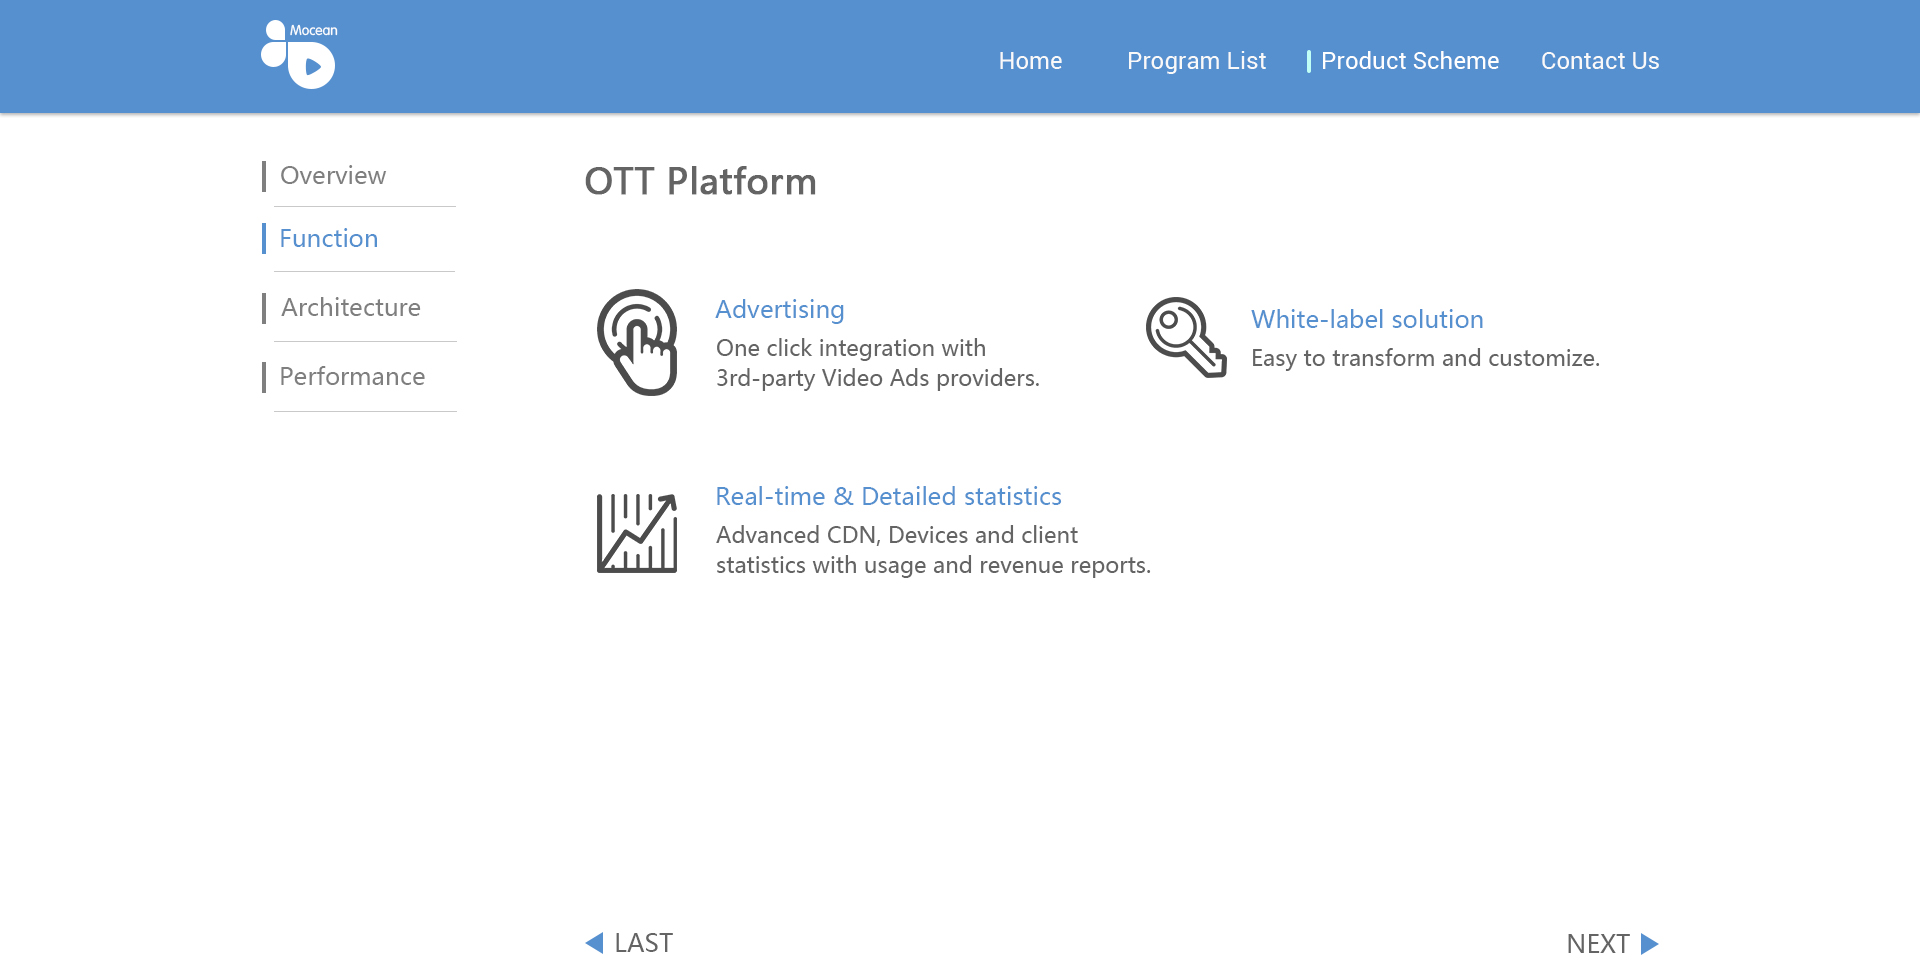 Mocean
Home
Program List
Product Scheme
Contact Us
Overview
Function
Architecture
Performance
OTT Platform
Advertising
One click integration with
3rd-party Video Ads providers.
White-label solution
Easy to transform and customize.
Real-time & Detailed statistics
Advanced CDN, Devices and client
statistics with usage and revenue reports.
LAST
NEXT